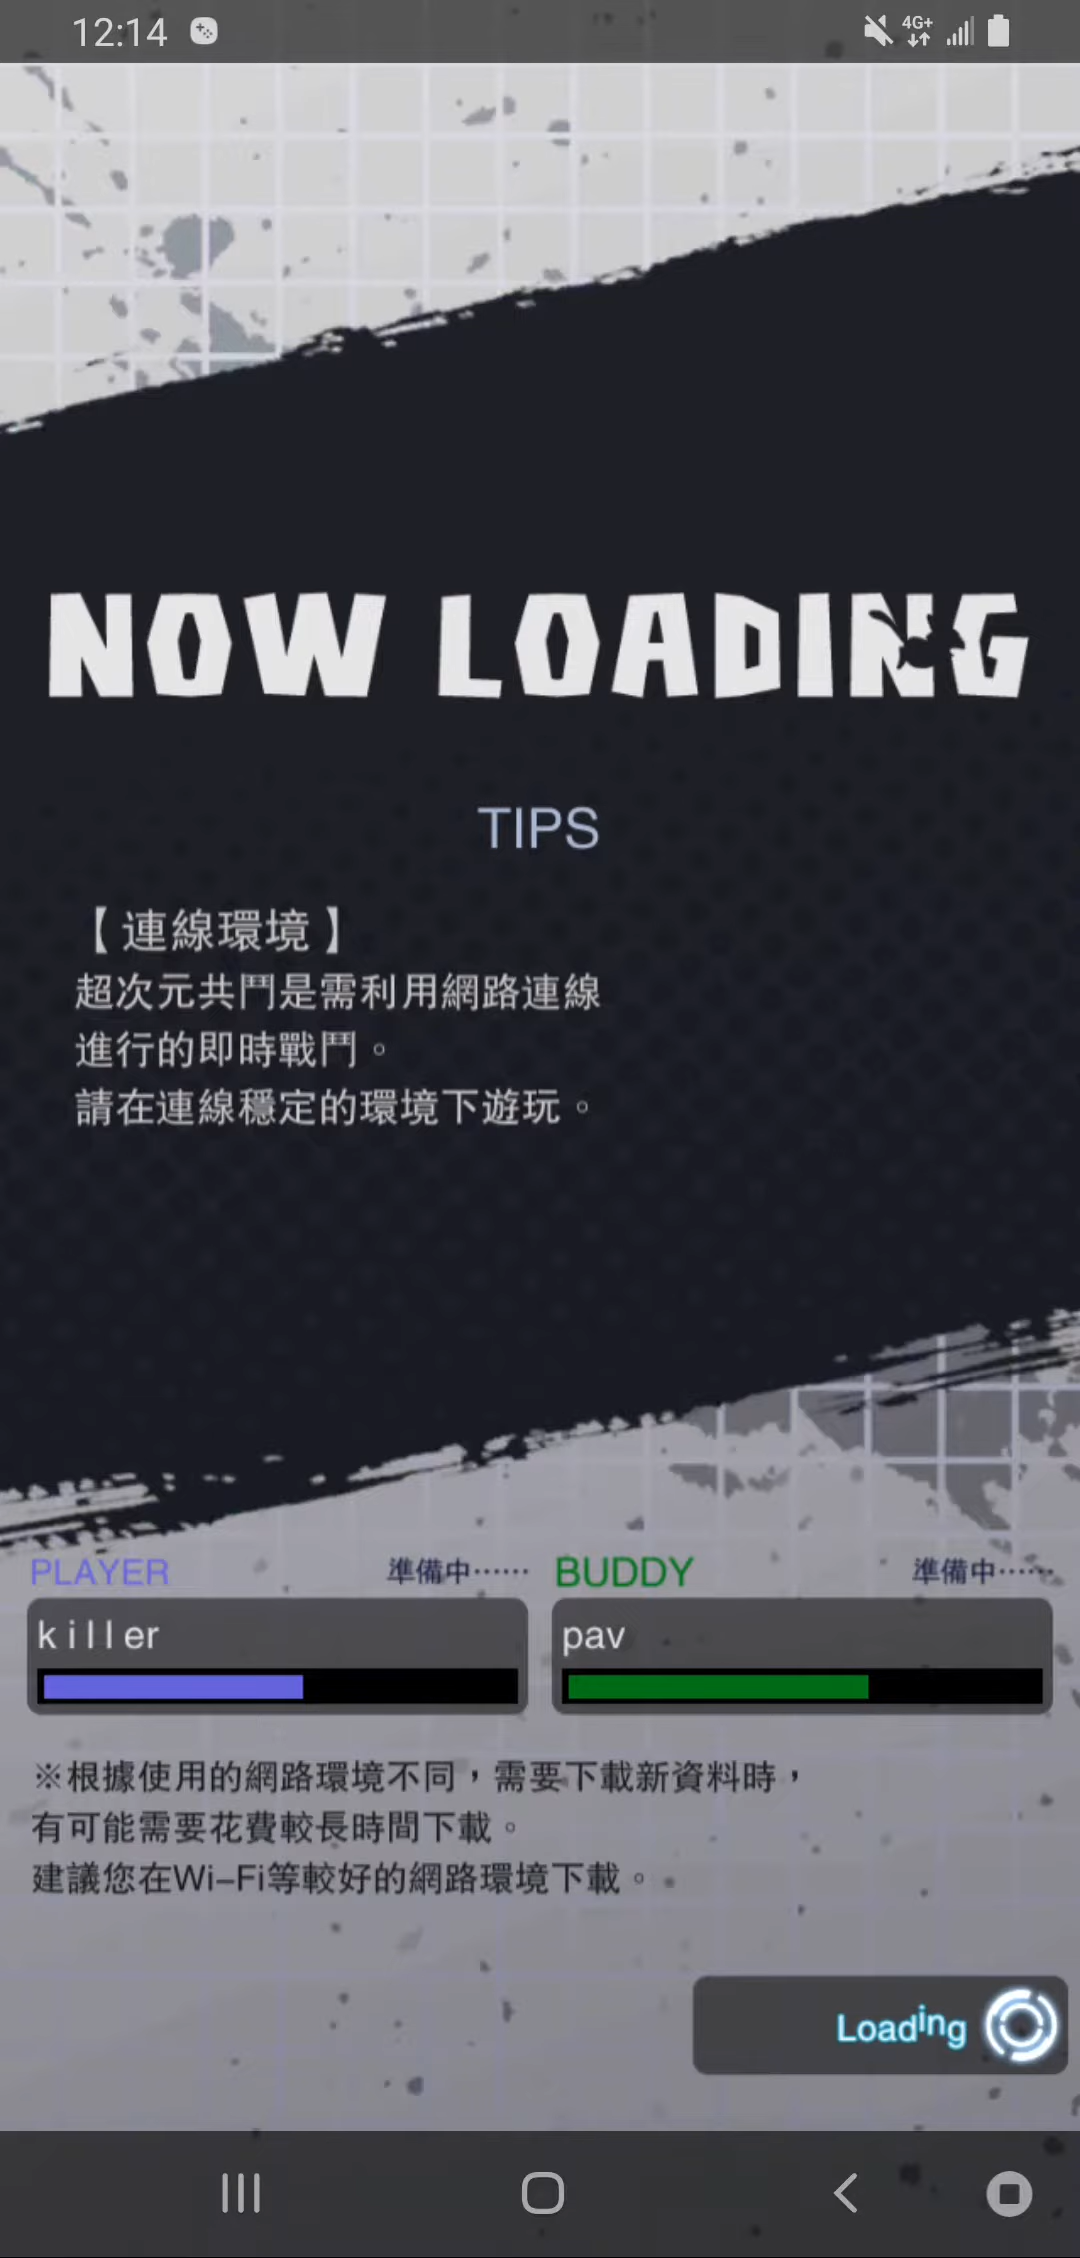 12:14
4G+
NOW LOADING
TIPS
【連線環境】
超次元共鬥是需利用網路連線
進行的即時戰鬥。
請在連線穩定的環境下遊玩。
PLAYER 準備中⋯⋯ BUDDY 準備中⋯⋯
killer pav
※根據使用的網路環境不同，需要下載新資料時，
有可能需要花費較長時間下載。
建議您在Wi-Fi等較好的網路環境下載。
Loading